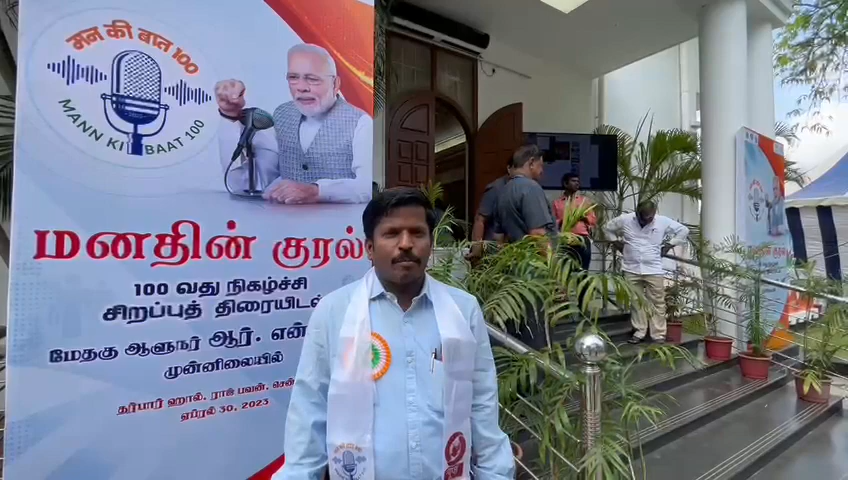 मन की बात 100
MANN KI BAAT 100
மனதின் குரல்
100 வது நிகழ்ச்சி
சிறப்புத் திரையிடல்
மேதகு ஆளுநர் ஆர். என்.
முன்னிலையில்
தர்பார் ஹால், ராஜ் பவன்,
ஏப்ரல் 30, 2023